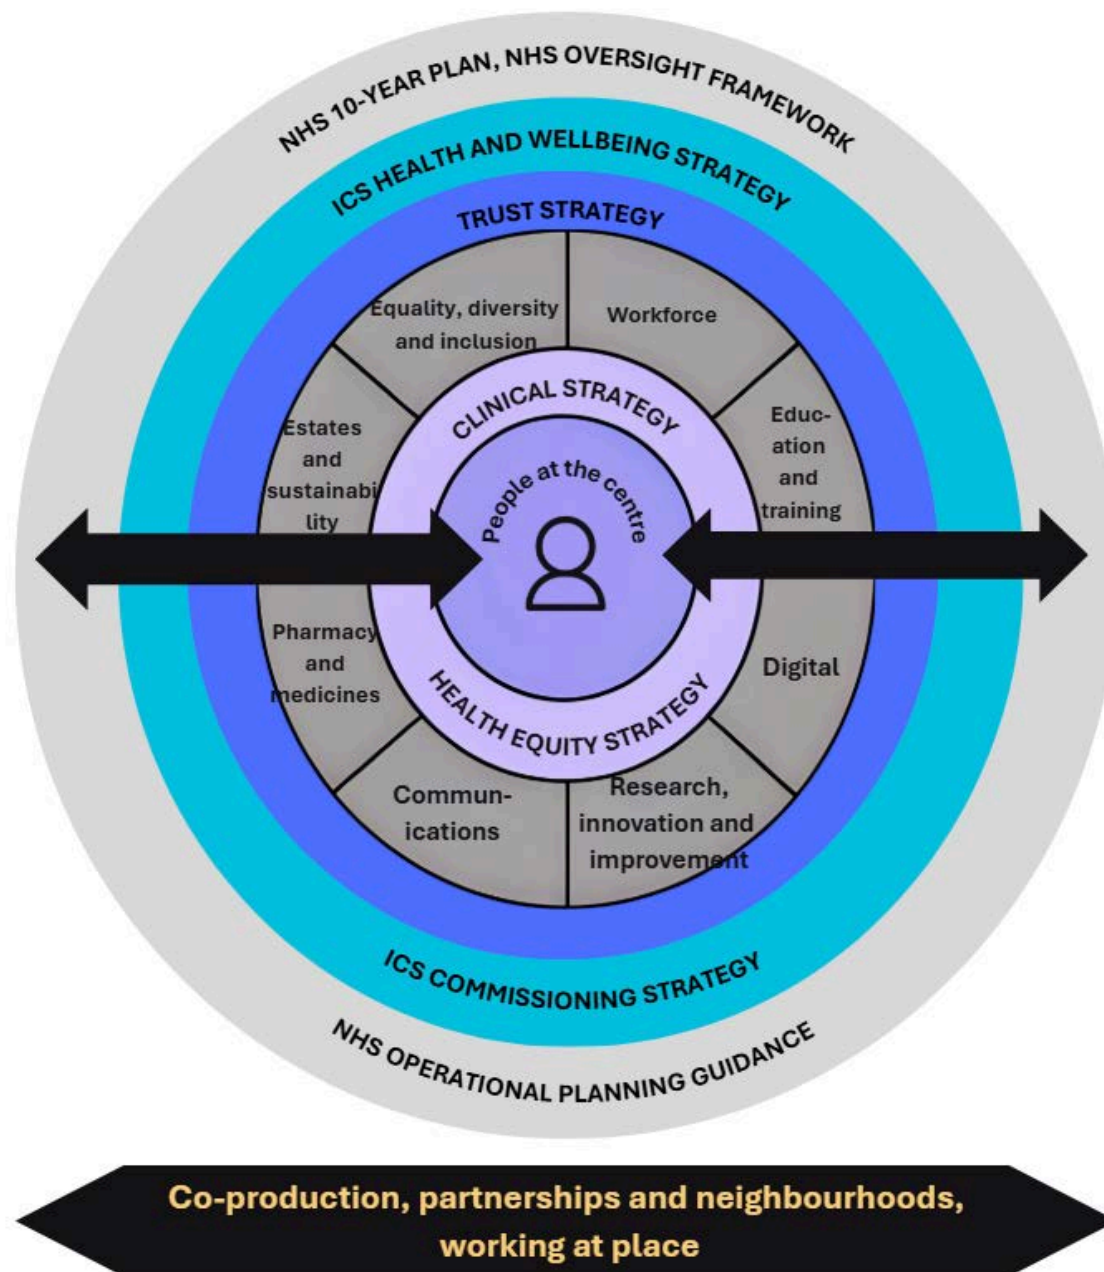 NHS 10-YEAR PLAN, NHS OVERSIGHT FRAMEWORK
ICS HEALTH AND WELLBEING STRATEGY
TRUST STRATEGY
Equality, diversity
and inclusion
Workforce
CLINICAL STRATEGY
Estates
and
sustainabi
lity
Educ-
ation
and
training
People at the centre
Pharmacy
and
medicines
Digital
HEALTH EQUITY STRATEGY
Commun-
ications
Research,
innovation and
improvement
ICS COMMISSIONING STRATEGY
NHS OPERATIONAL PLANNING GUIDANCE
Co-production, partnerships and neighbourhoods,
working at place